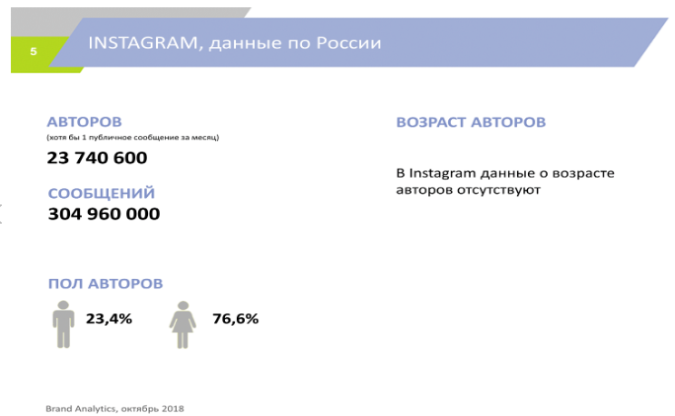 5
INSTAGRAM, данные по России
АВТОРОВ
(хотя бы 1 публичное сообщение за месяц)
23 740 600
СООБЩЕНИЙ
304 960 000
ПОЛ АВТОРОВ
23,4%
76,6%
ВОЗРАСТ АВТОРОВ
В Instagram данные о возрасте
авторов отсутствуют
Brand Analytics, октябрь 2018